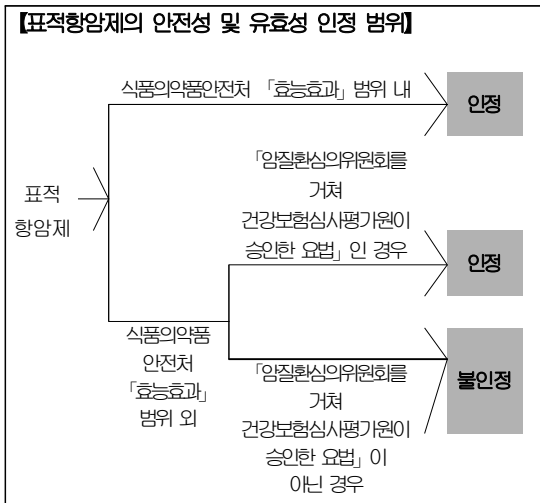 【표적항암제의 안전성 및 유효성 인정 범위】
식품의약품안전처 「효능효과」 범위 내
인정
표적
항암제
「암질환심의위원회를
거쳐
건강보험심사평가원이
승인한 요법」 인 경우
인정
식품의약품
안전처
「효능효과」
범위 외
「암질환심의위원회를
거쳐
건강보험심사평가원이
승인한 요법」이
아닌 경우
불인정